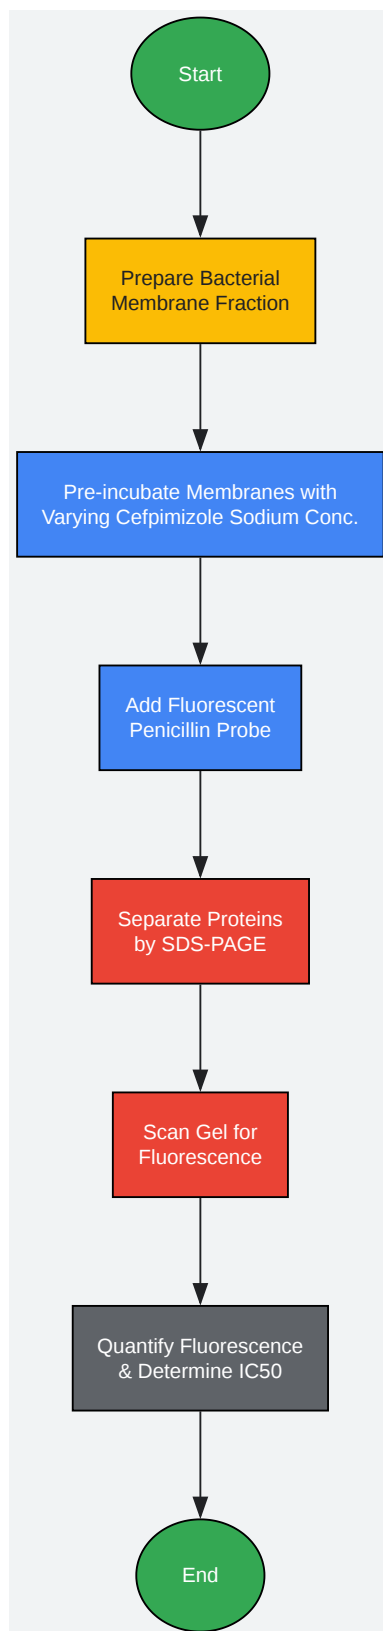 Start
Prepare Bacterial
Membrane Fraction
Pre-incubate Membranes with
Varying Cefpimizole Sodium Conc.
Add Fluorescent
Penicillin Probe
Separate Proteins
by SDS-PAGE
Scan Gel for
Fluorescence
Quantify Fluorescence
& Determine IC50
End